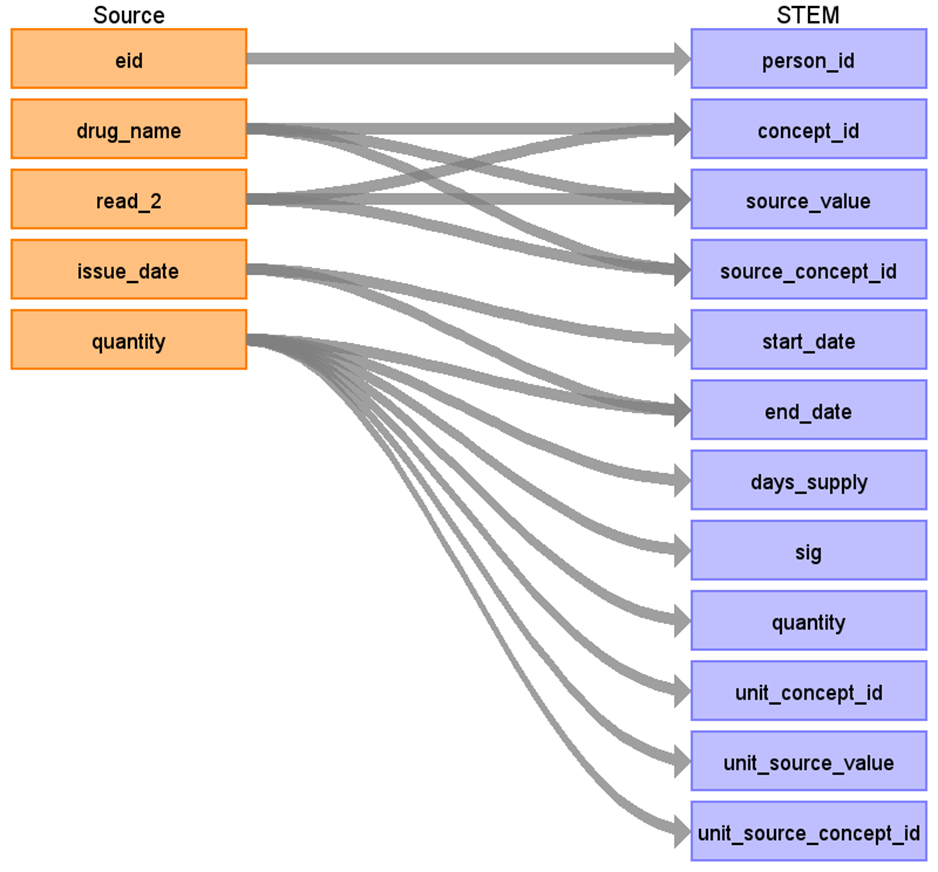 Source
STEM
eid
person_id
drug_name
concept_id
read_2
source_value
issue_date
source_concept_id
quantity
start_date
end_date
days_supply
sig
quantity
unit_concept_id
unit_source_value
unit_source_concept_id